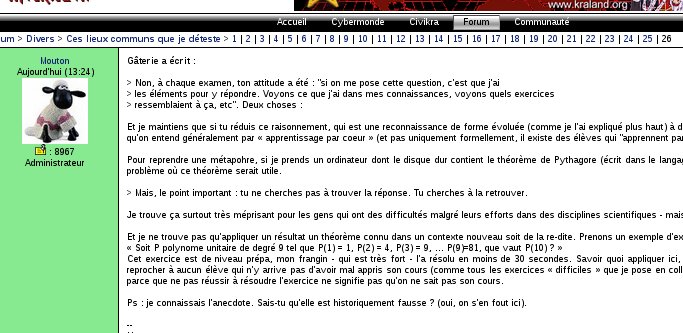 www.kraland.org
Accueil Cybermonde Civikra Forum Communauté
um > Divers > Ces lieux communs que je déteste > 1 | 2 | 3 | 4 | 5 | 6 | 7 | 8 | 9 | 10 | 11 | 12 | 13 | 14 | 15 | 16 | 17 | 18 | 19 | 20 | 21 | 22 | 23 | 24 | 25 | 26
Mouton
Aujourd'hui (13:24)
: 8967
Administrateur
Gâterie a écrit :
> Non, à chaque examen, ton attitude a été : "si on me pose cette question, c'est que j'ai
> les éléments pour y répondre. Voyons ce que j'ai dans mes connaissances, voyons quels exercices
> ressemblaient à ça, etc". Deux choses :
Et je maintiens que si tu réduis ce raisonnement, qui est une reconnaissance de forme évoluée (comme je l'ai expliqué plus haut) à d
qu'on entend généralement par « apprentissage par coeur » (et pas uniquement formellement, il existe des élèves qui "apprennent pa
Pour reprendre une métapohre, si je prends un ordinateur dont le disque dur contient le théorème de Pythagore (écrit dans le langag
problème où ce théorème serait utile.
> Mais, le point important : tu ne cherches pas à trouver la réponse. Tu cherches à la retrouver.
Je trouve ça surtout très méprisant pour les gens qui ont des difficultés malgré leurs efforts dans des disciplines scientifiques - mais
Et je ne trouve pas qu'appliquer un résultat un théorème connu dans un contexte nouveau soit de la re-dite. Prenons un exemple d'ex
« Soit P polynome unitaire de degré 9 tel que P(1) = 1, P(2) = 4, P(3) = 9, ... P(9)=81, que vaut P(10) ? »
Cet exercice est de niveau prépa, mon frangin - qui est très fort - l'a résolu en moins de 30 secondes. Savoir quoi appliquer ici,
reprocher à aucun élève qui n'y arrive pas d'avoir mal appris son cours (comme tous les exercices « difficiles » que je pose en coll
parce que ne pas réussir à résoudre l'exercice ne signifie pas qu'on ne sait pas son cours.
Ps : je connaissais l'anecdote. Sais-tu qu'elle est historiquement fausse ? (oui, on s'en fout ici).
--